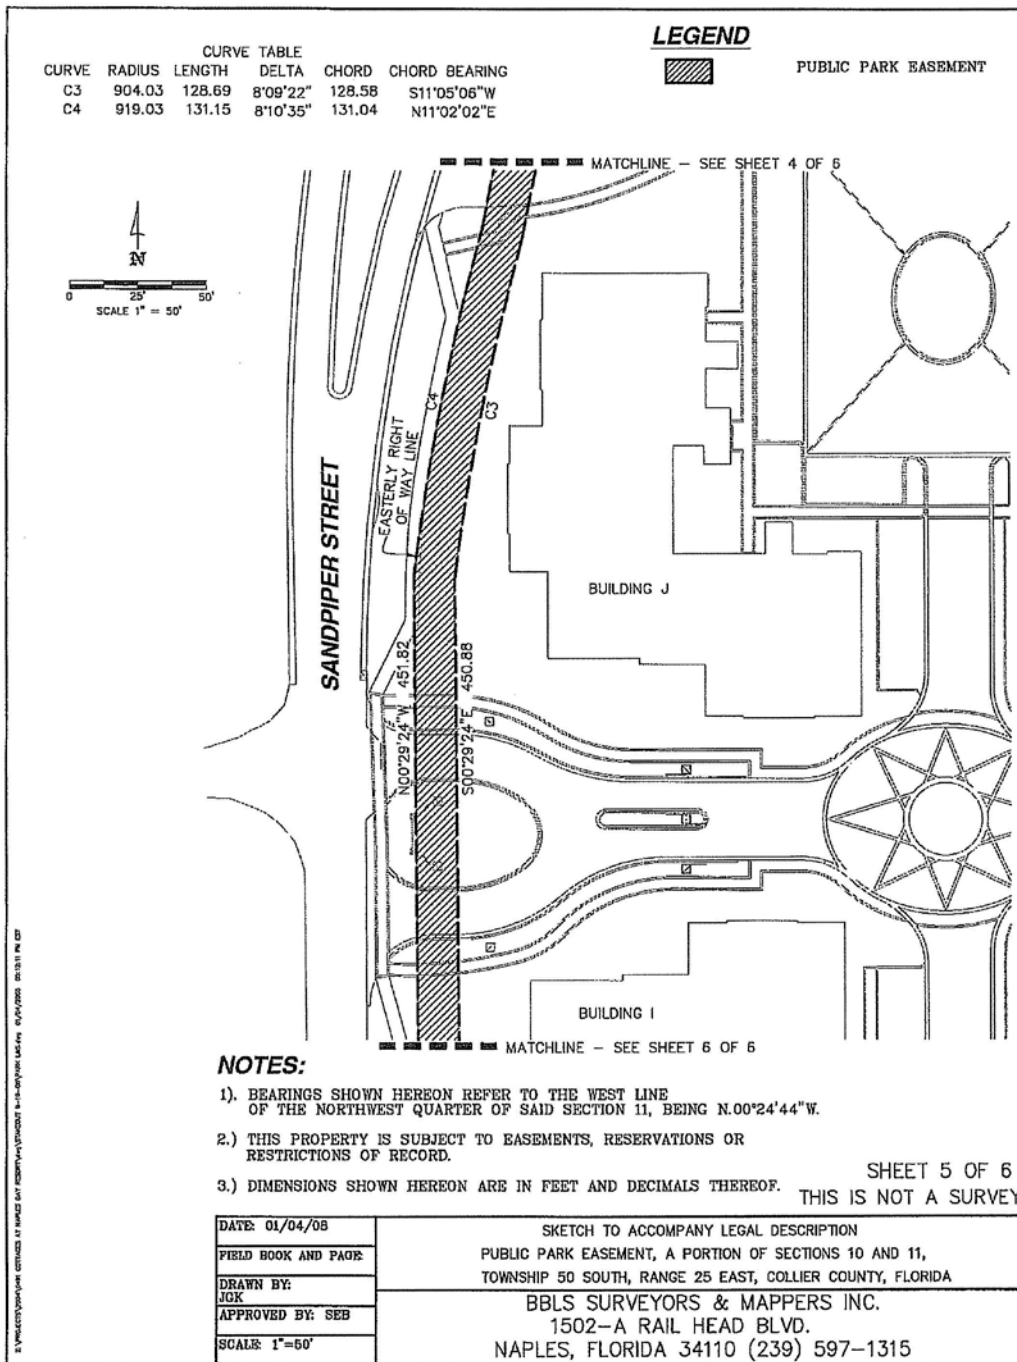 LEGEND
PUBLIC PARK EASEMENT
CURVE TABLE
CURVE RADIUS LENGTH DELTA CHORD CHORD BEARING
C3 904.03 128.69 8°09'22" 128.58 S11°05'06"W
C4 919.03 131.15 8°10'35" 131.04 N11°02'02"E
MATCHLINE - SEE SHEET 4 OF 6
N
0 25' 50'
SCALE 1" = 50'
C4
C3
EASTERLY RIGHT
OF WAY LINE
SANDPIPER STREET
BUILDING J
N00°29'24"W 451.82
S00°29'24"E 450.88
BUILDING I
MATCHLINE - SEE SHEET 6 OF 6
NOTES:
1). BEARINGS SHOWN HEREON REFER TO THE WEST LINE
OF THE NORTHWEST QUARTER OF SAID SECTION 11, BEING N.00°24'44"W.
2.) THIS PROPERTY IS SUBJECT TO EASEMENTS, RESERVATIONS OR
RESTRICTIONS OF RECORD.
3.) DIMENSIONS SHOWN HEREON ARE IN FEET AND DECIMALS THEREOF.
SHEET 5 OF 6
THIS IS NOT A SURVEY
DATE: 01/04/08
FIELD BOOK AND PAGE:
DRAWN BY:
JGK
APPROVED BY: SEB
SCALE: 1"=50'
SKETCH TO ACCOMPANY LEGAL DESCRIPTION
PUBLIC PARK EASEMENT, A PORTION OF SECTIONS 10 AND 11,
TOWNSHIP 50 SOUTH, RANGE 25 EAST, COLLIER COUNTY, FLORIDA
BBLS SURVEYORS & MAPPERS INC.
1502-A RAIL HEAD BLVD.
NAPLES, FLORIDA 34110 (239) 597-1315